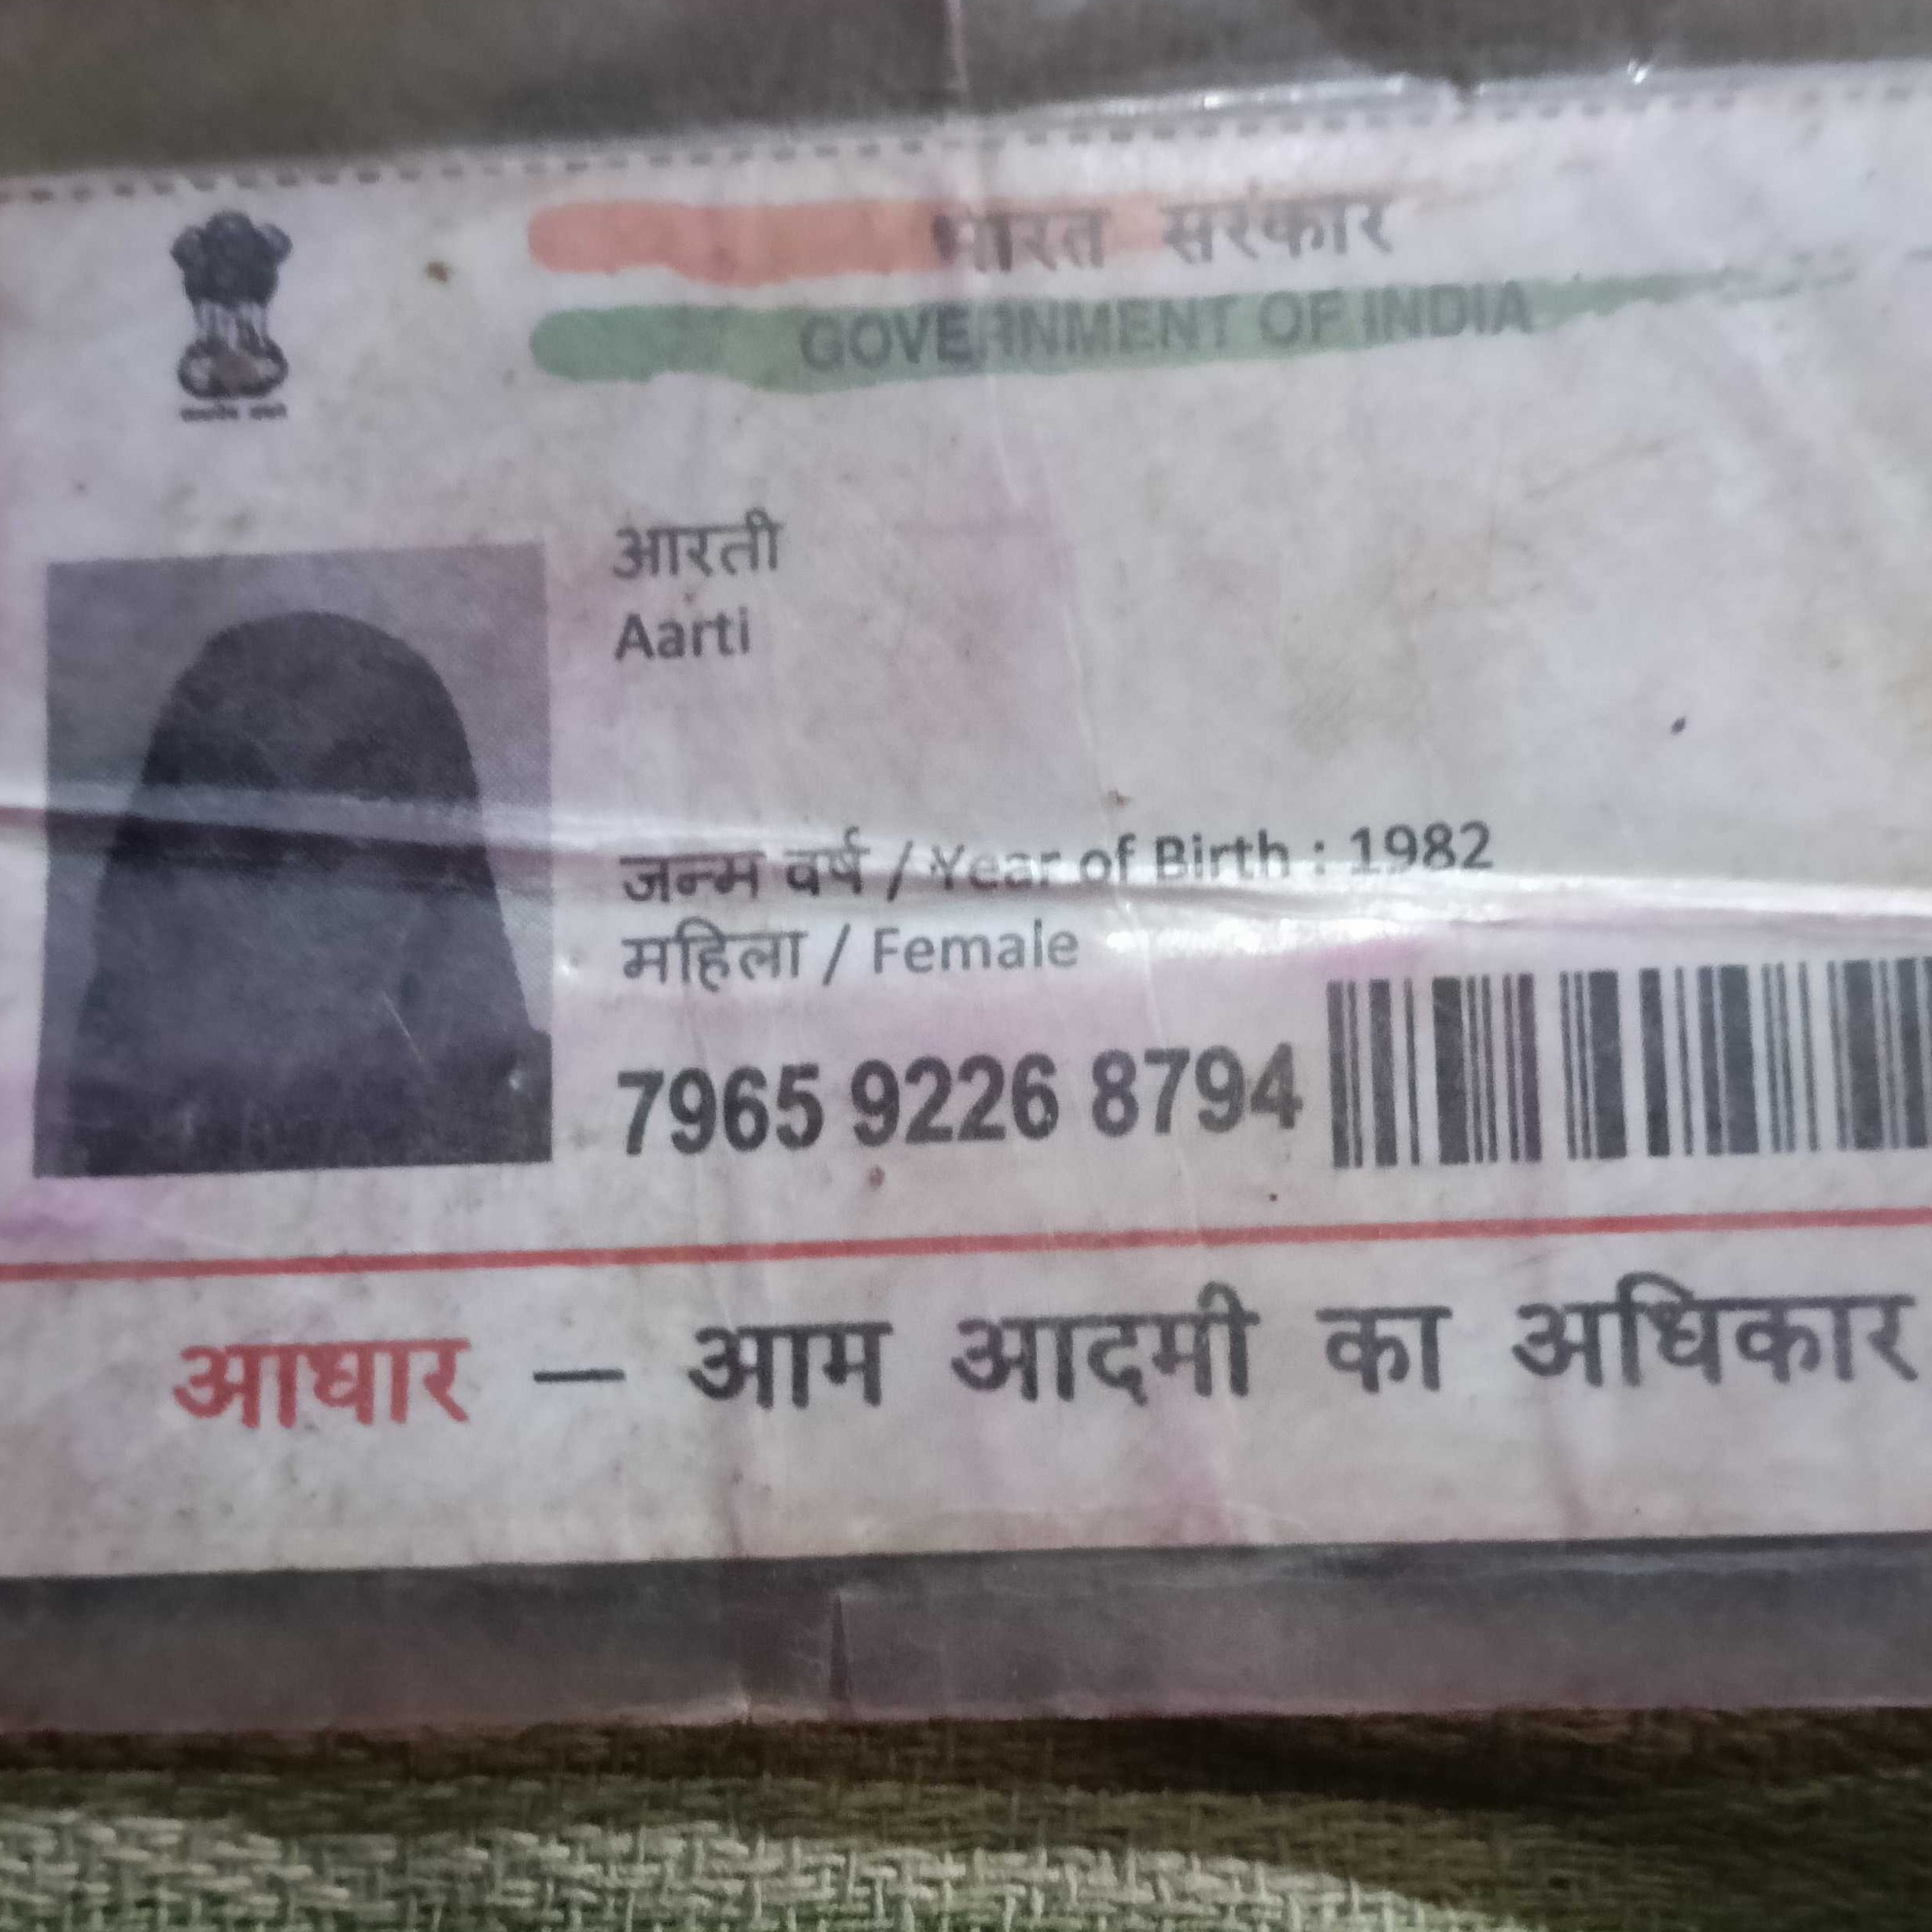 भारत सरकार
GOVERNMENT OF INDIA
आरती
Aarti
जन्म वर्ष / Year of Birth : 1982
महिला / Female
7965 9226 8794
आधार – आम आदमी का अधिकार